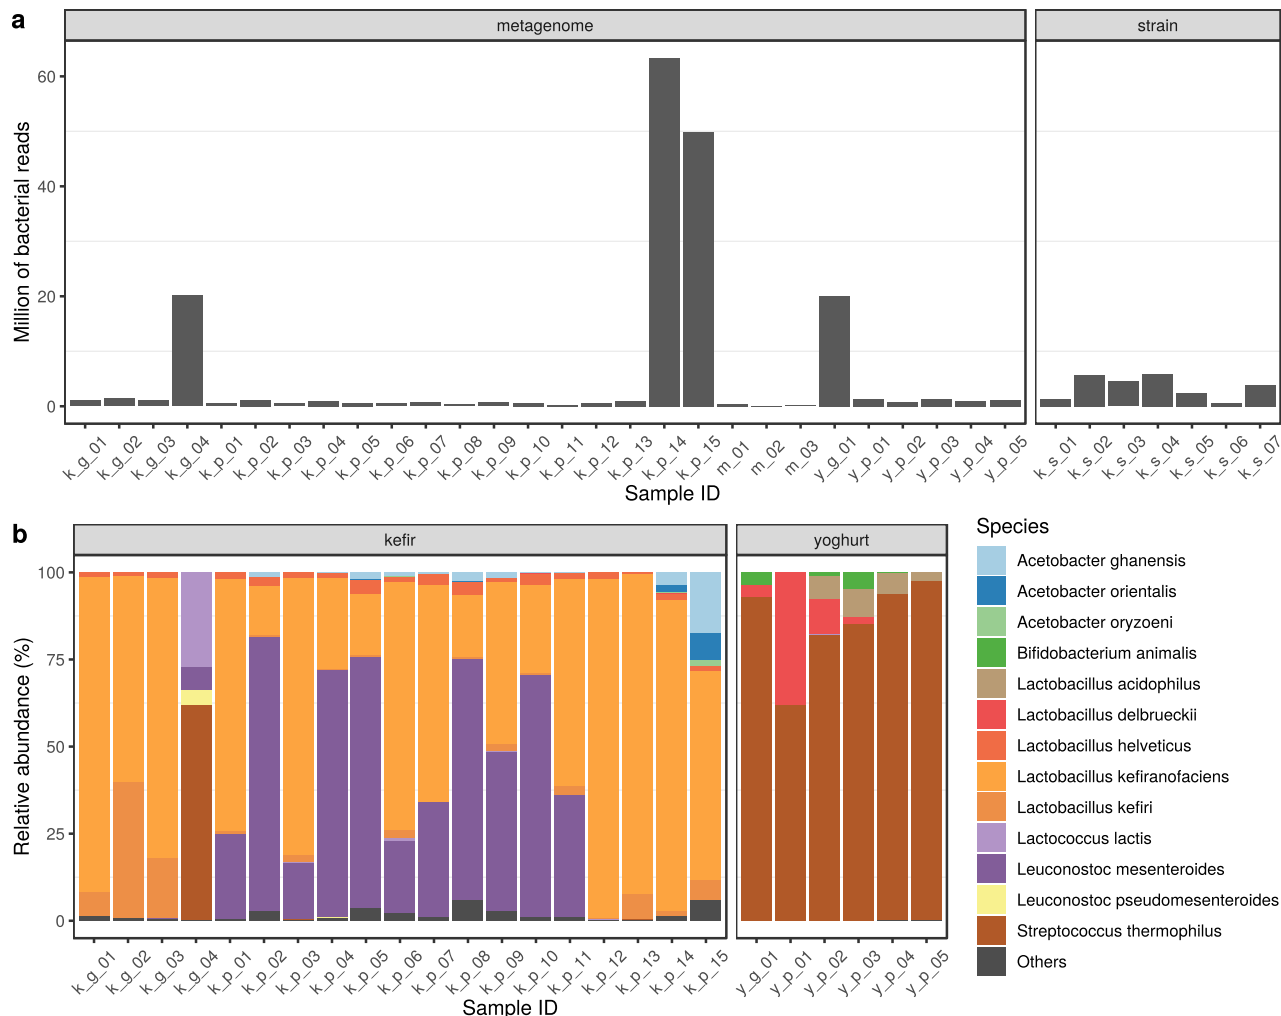 a
metagenome
strain
Million of bacterial reads
60
40
20
0
k_g_01 k_g_02 k_g_03 k_g_04 k_p_01 k_p_02 k_p_03 k_p_04 k_p_05 k_p_06 k_p_07 k_p_08 k_p_09 k_p_10 k_p_11 k_p_12 k_p_13 k_p_14 k_p_15 m_01 m_02 m_03 y_g_01 y_p_01 y_p_02 y_p_03 y_p_04 y_p_05 k_s_01 k_s_02 k_s_03 k_s_04 k_s_05 k_s_06 k_s_07
Sample ID
b
kefir
yoghurt
Relative abundance (%)
100
75
50
25
0
k_g_01 k_g_02 k_g_03 k_g_04 k_p_01 k_p_02 k_p_03 k_p_04 k_p_05 k_p_06 k_p_07 k_p_08 k_p_09 k_p_10 k_p_11 k_p_12 k_p_13 k_p_14 k_p_15 y_g_01 y_p_01 y_p_02 y_p_03 y_p_04 y_p_05
Sample ID
Species
Acetobacter ghanensis
Acetobacter orientalis
Acetobacter oryzoeni
Bifidobacterium animalis
Lactobacillus acidophilus
Lactobacillus delbrueckii
Lactobacillus helveticus
Lactobacillus kefiranofaciens
Lactobacillus kefiri
Lactococcus lactis
Leuconostoc mesenteroides
Leuconostoc pseudomesenteroides
Streptococcus thermophilus
Others